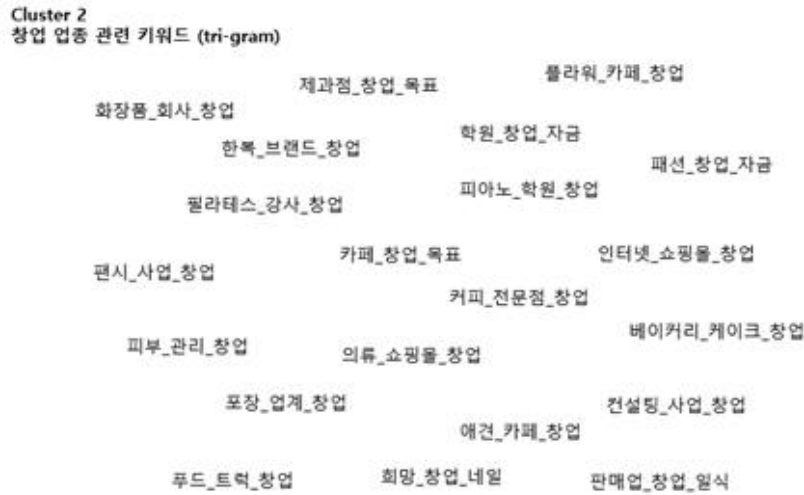 Cluster 2
창업 업종 관련 키워드 (tri-gram)
플라워_카페_창업
제과점_창업_목표
화장품_회사_창업
학원_창업_자금
한복_브랜드_창업
패션_창업_자금
피아노_학원_창업
필라테스_강사_창업
카페_창업_목표
인터넷_쇼핑몰_창업
팬시_사업_창업
커피_전문점_창업
베이커리_케이크_창업
피부_관리_창업
의류_쇼핑몰_창업
포장_업계_창업
컨설팅_사업_창업
애견_카페_창업
푸드_트럭_창업
희망_창업_네일
판매업_창업_일식